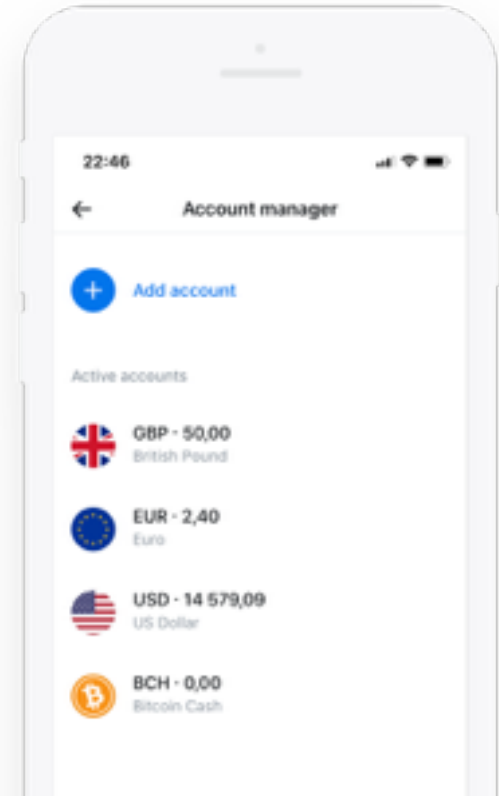 22:46
Account manager
Add account
Active accounts
GBP · 50,00
British Pound
EUR · 2,40
Euro
USD · 14 579,09
US Dollar
BCH · 0,00
Bitcoin Cash